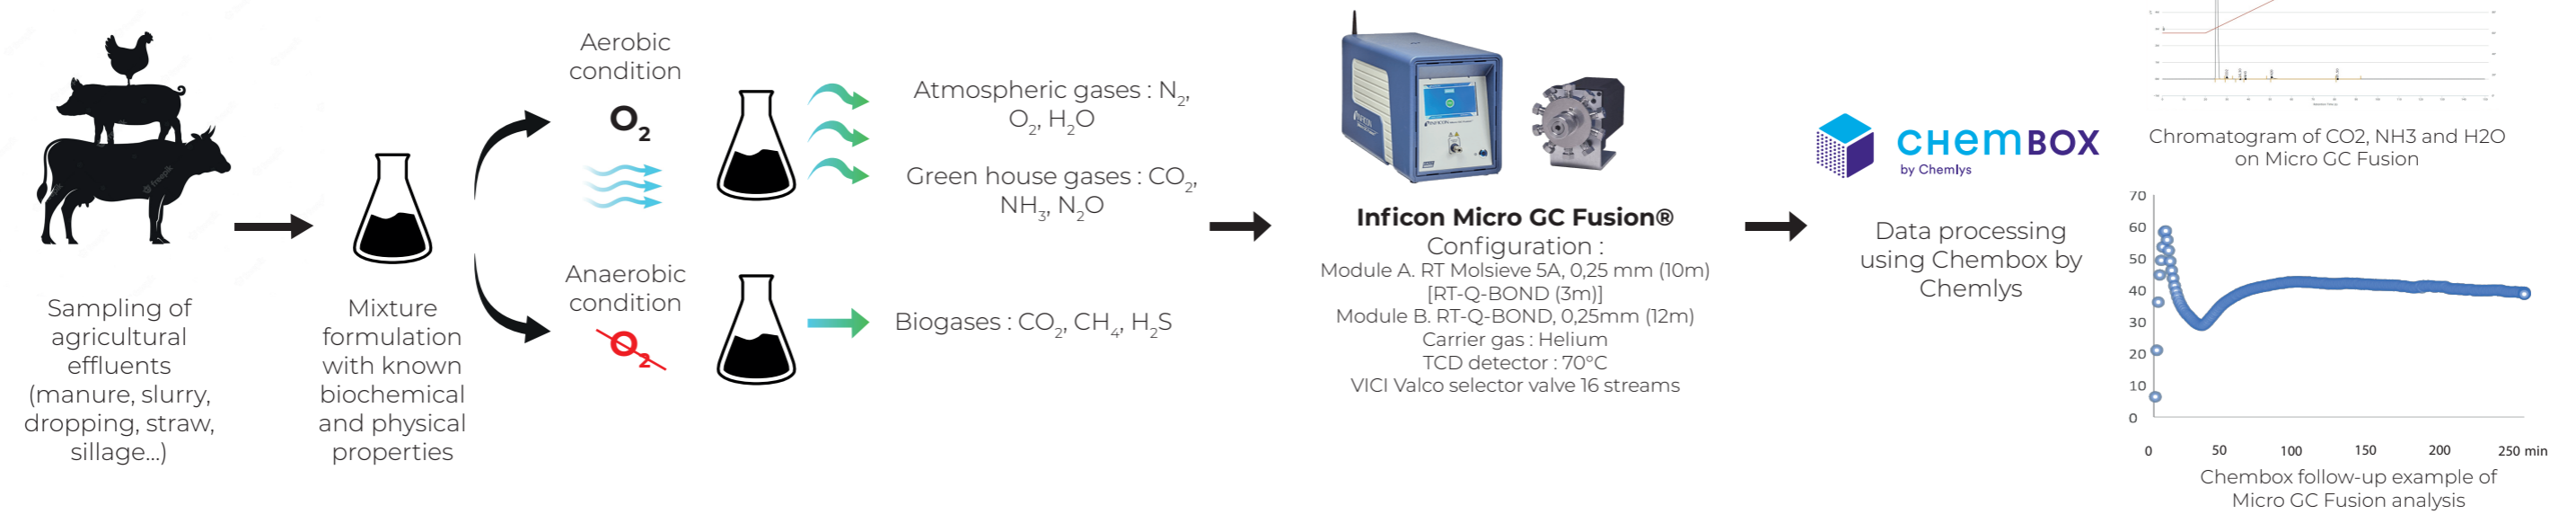 Sampling of
agricultural
effluents
(manure, slurry,
dropping, straw,
sillage...)
Mixture
formulation
with known
biochemical
and physical
properties
Aerobic
condition
O₂
Anaerobic
condition
O₂
Atmospheric gases : N₂,
O₂, H₂O
Green house gases : CO₂,
NH₃, N₂O
Biogases : CO₂, CH₄, H₂S
INFICON
Inficon Micro GC Fusion®
Configuration :
Module A. RT Molsieve 5A, 0,25 mm (10m)
[RT-Q-BOND (3m)]
Module B. RT-Q-BOND, 0,25mm (12m)
Carrier gas : Helium
TCD detector : 70°C
VICI Valco selector valve 16 streams
CHemBOX
by Chemlys
Data processing
using Chembox by
Chemlys
Chromatogram of CO2, NH3 and H2O
on Micro GC Fusion
70
60
50
40
30
20
10
0
0 50 100 150 200 250 min
Chembox follow-up example of
Micro GC Fusion analysis